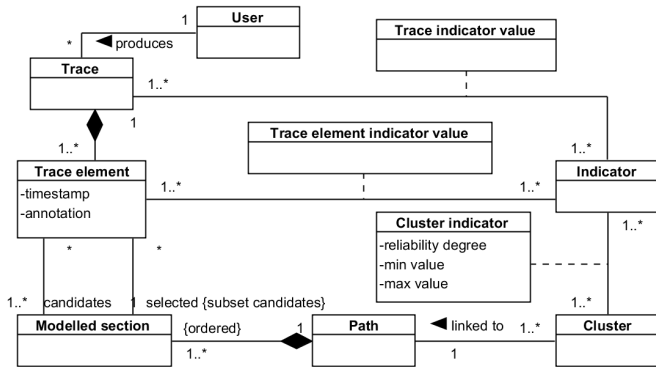 User
1
* ◄ produces
Trace indicator value
Trace
1..*
1
1..*
Trace element indicator value
1..*
Trace element
-timestamp
-annotation
1..*
1..*
Indicator
1..*
Cluster indicator
-reliability degree
-min value
-max value
* *
1..* candidates 1 selected {subset candidates}
1..*
Modelled section
{ordered}
1..*
1
Path
◄ linked to
1
1..*
Cluster